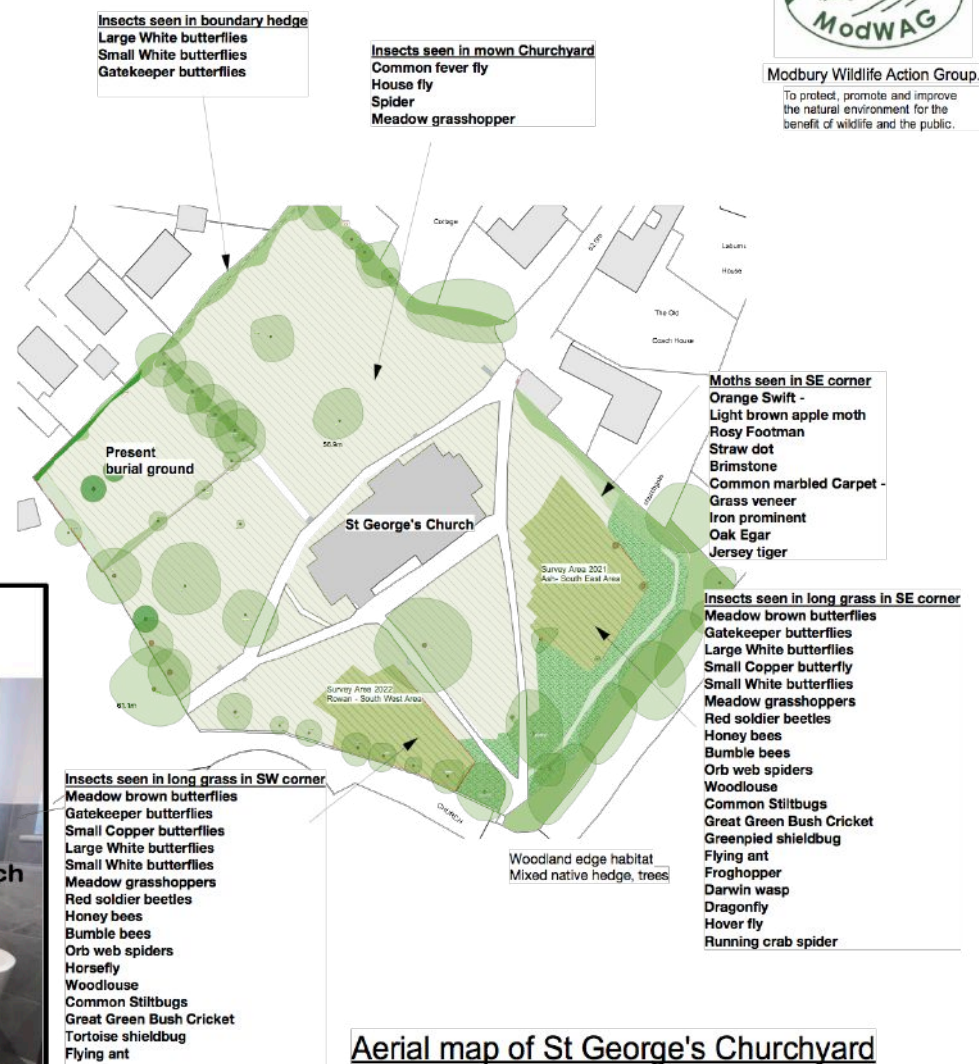 Insects seen in boundary hedge
Large White butterflies
Small White butterflies
Gatekeeper butterflies
Insects seen in mown Churchyard
Common fever fly
House fly
Spider
Meadow grasshopper
ModWAG
Modbury Wildlife Action Group.
To protect, promote and improve
the natural environment for the
benefit of wildlife and the public.
Cottage
62.6m
Laburnu
House
The Old
Coach House
Moths seen in SE corner
Orange Swift -
Light brown apple moth
Rosy Footman
Straw dot
Brimstone
Common marbled Carpet -
Grass veneer
Iron prominent
Oak Egar
Jersey tiger
Present
burial ground
56.9m
St George's Church
Survey Area 2021
Ash- South East Area
Survey Area 2022
Rowan - South West Area
61.1m
CHURCH
Insects seen in long grass in SE corner
Meadow brown butterflies
Gatekeeper butterflies
Large White butterflies
Small Copper butterfly
Small White butterflies
Meadow grasshoppers
Red soldier beetles
Honey bees
Bumble bees
Orb web spiders
Woodlouse
Common Stiltbugs
Great Green Bush Cricket
Greenpied shieldbug
Flying ant
Froghopper
Darwin wasp
Dragonfly
Hover fly
Running crab spider
Woodland edge habitat
Mixed native hedge, trees
Insects seen in long grass in SW corner
Meadow brown butterflies
Gatekeeper butterflies
Small Copper butterflies
Large White butterflies
Small White butterflies
Meadow grasshoppers
Red soldier beetles
Honey bees
Bumble bees
Orb web spiders
Horsefly
Woodlouse
Common Stiltbugs
Great Green Bush Cricket
Tortoise shieldbug
Flying ant
ch
Aerial map of St George's Churchyard